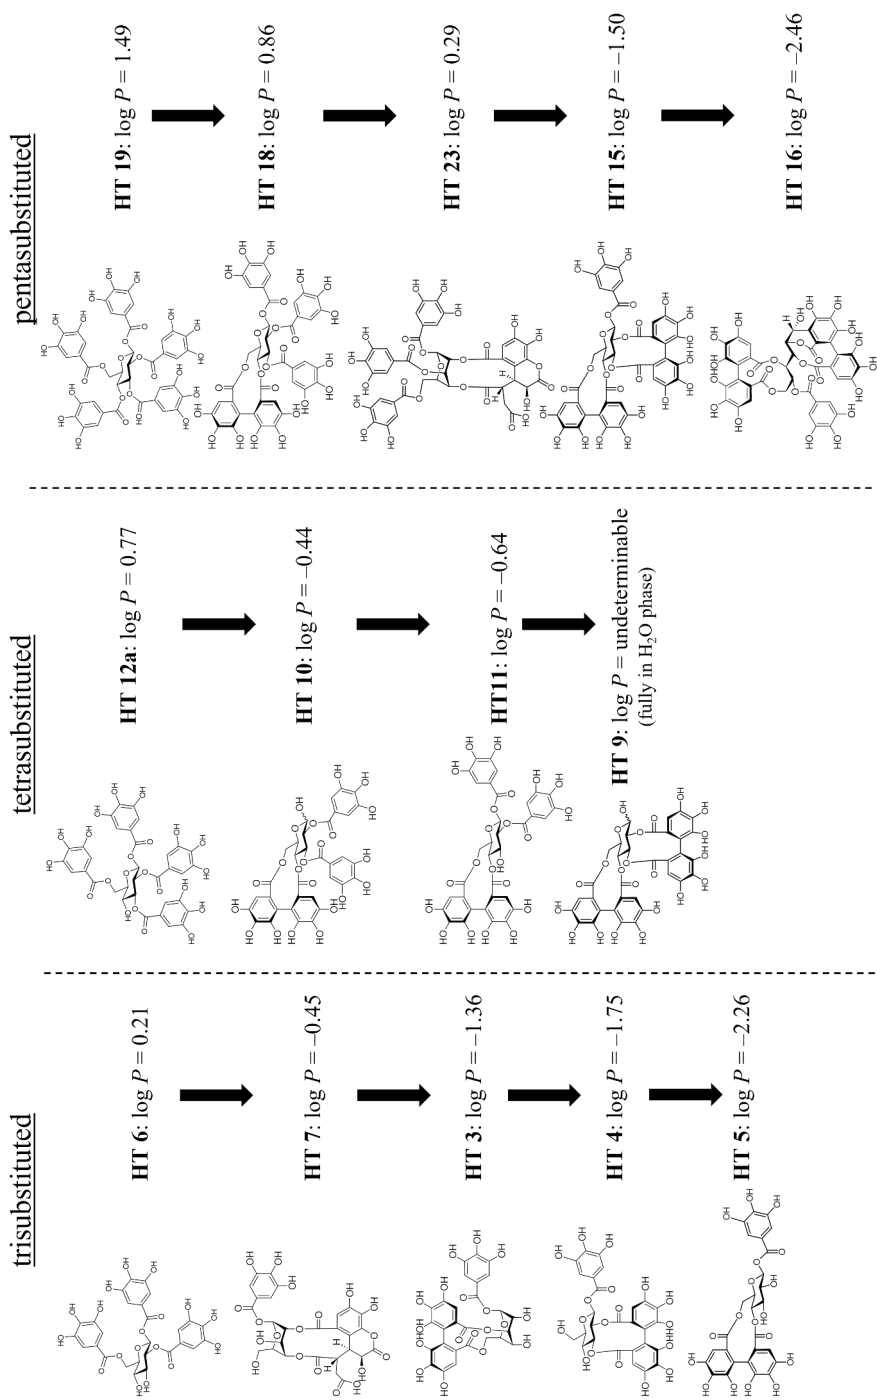 trisubstituted
HT 6: log P = 0.21
HT 7: log P = −0.45
HT 3: log P = −1.36
HT 4: log P = −1.75
HT 5: log P = −2.26
tetrasubstituted
HT 12a: log P = 0.77
HT 10: log P = −0.44
HT11: log P = −0.64
HT 9: log P = undeterminable
(fully in H₂O phase)
pentasubstituted
HT 19: log P = 1.49
HT 18: log P = 0.86
HT 23: log P = 0.29
HT 15: log P = −1.50
HT 16: log P = −2.46